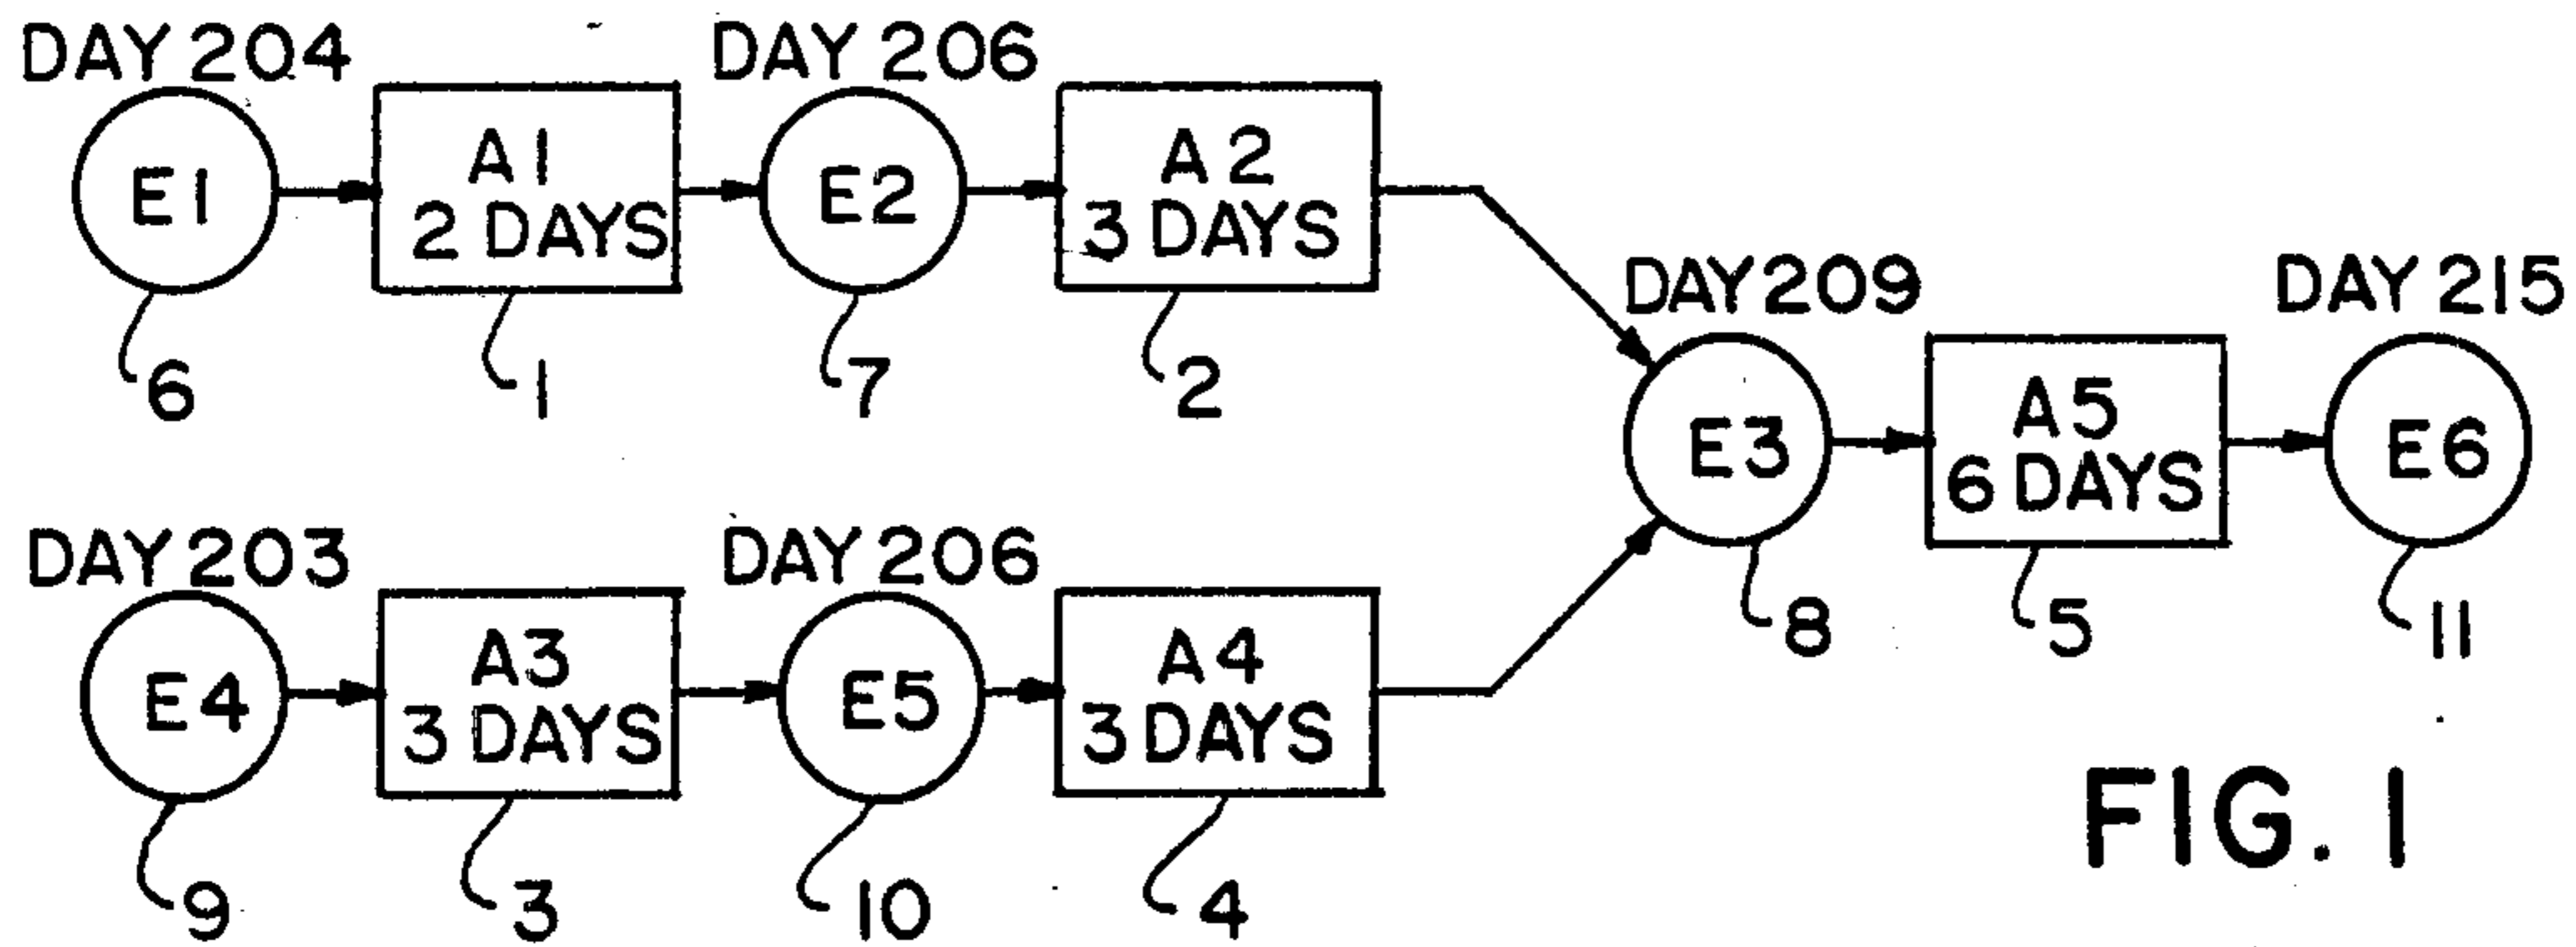 DAY 204
DAY 206
E1
A1
2 DAYS
E2
A2
3 DAYS
6
1
7
2
DAY 209
DAY 215
E3
A5
6 DAYS
E6
8
5
11
DAY 203
DAY 206
E4
A3
3 DAYS
E5
A4
3 DAYS
9
3
10
4
FIG. 1